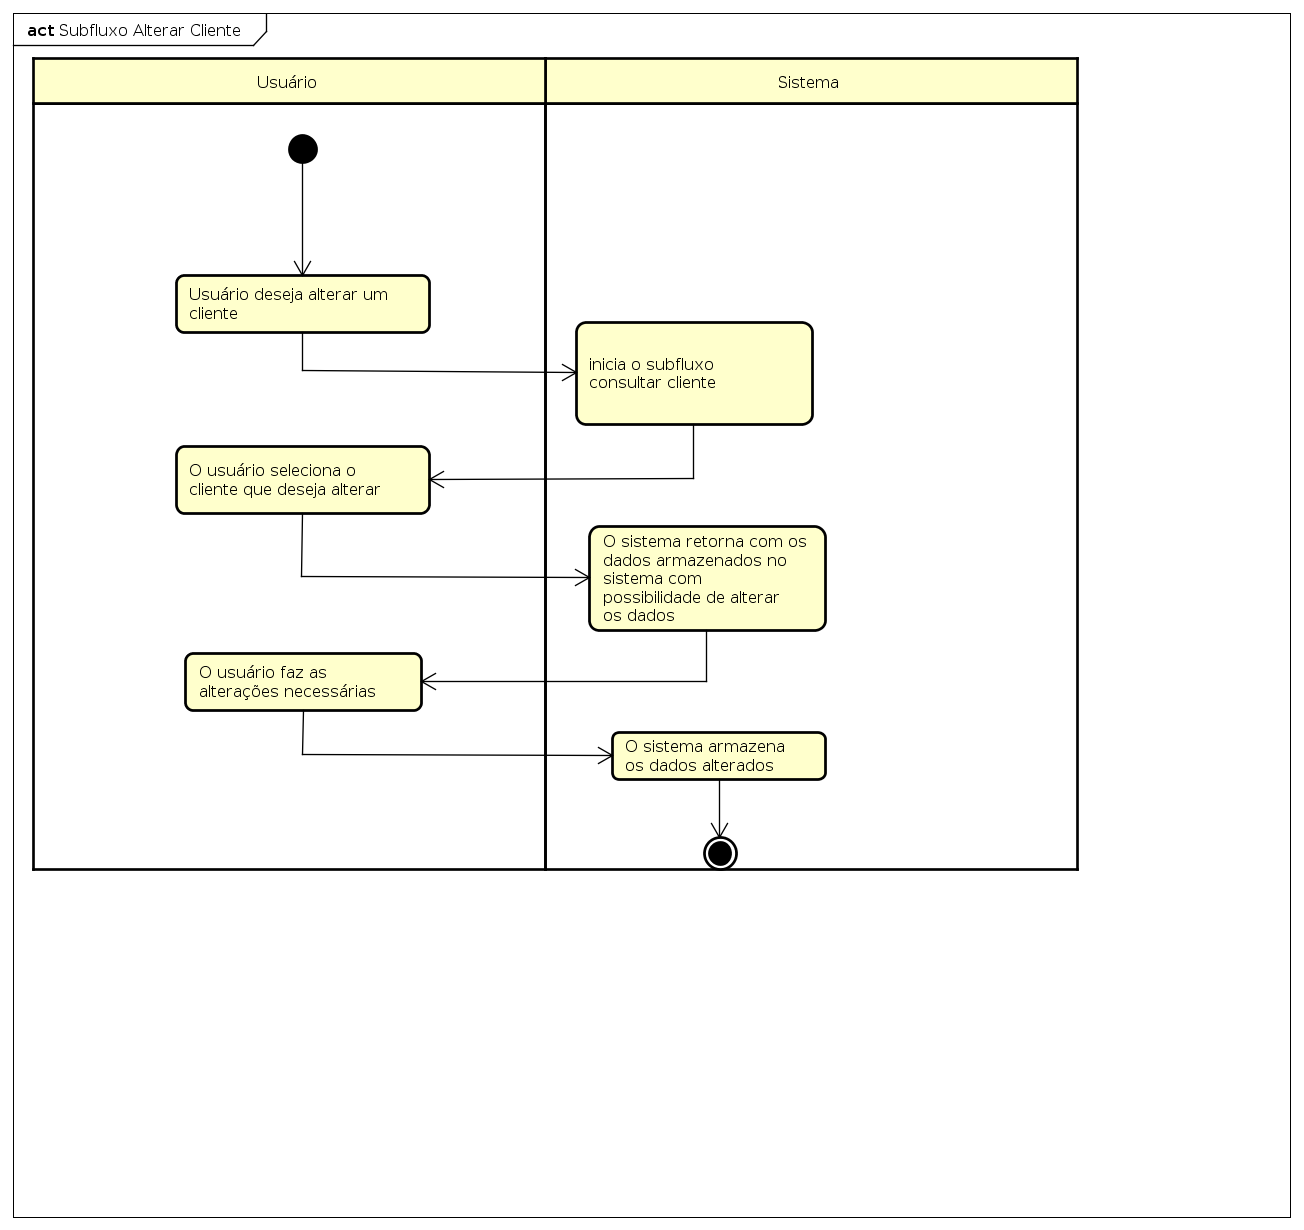 act Subfluxo Alterar Cliente
Usuário
Sistema
Usuário deseja alterar um
cliente
inicia o subfluxo
consultar cliente
O usuário seleciona o
cliente que deseja alterar
O sistema retorna com os
dados armazenados no
sistema com
possibilidade de alterar
os dados
O usuário faz as
alterações necessárias
O sistema armazena
os dados alterados